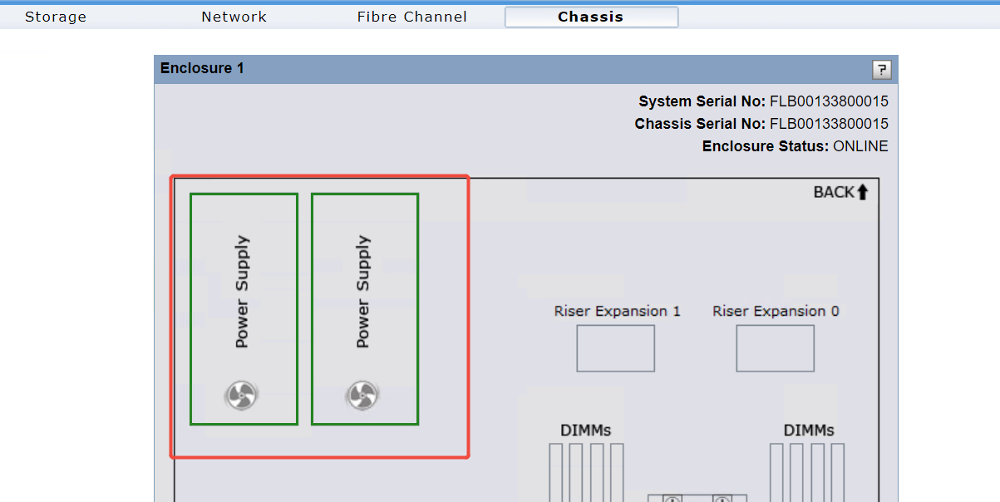 Storage Network Fibre Channel Chassis
Enclosure 1
?
System Serial No: FLB00133800015
Chassis Serial No: FLB00133800015
Enclosure Status: ONLINE
BACK
Power Supply
Power Supply
Riser Expansion 1
Riser Expansion 0
DIMMs
DIMMs